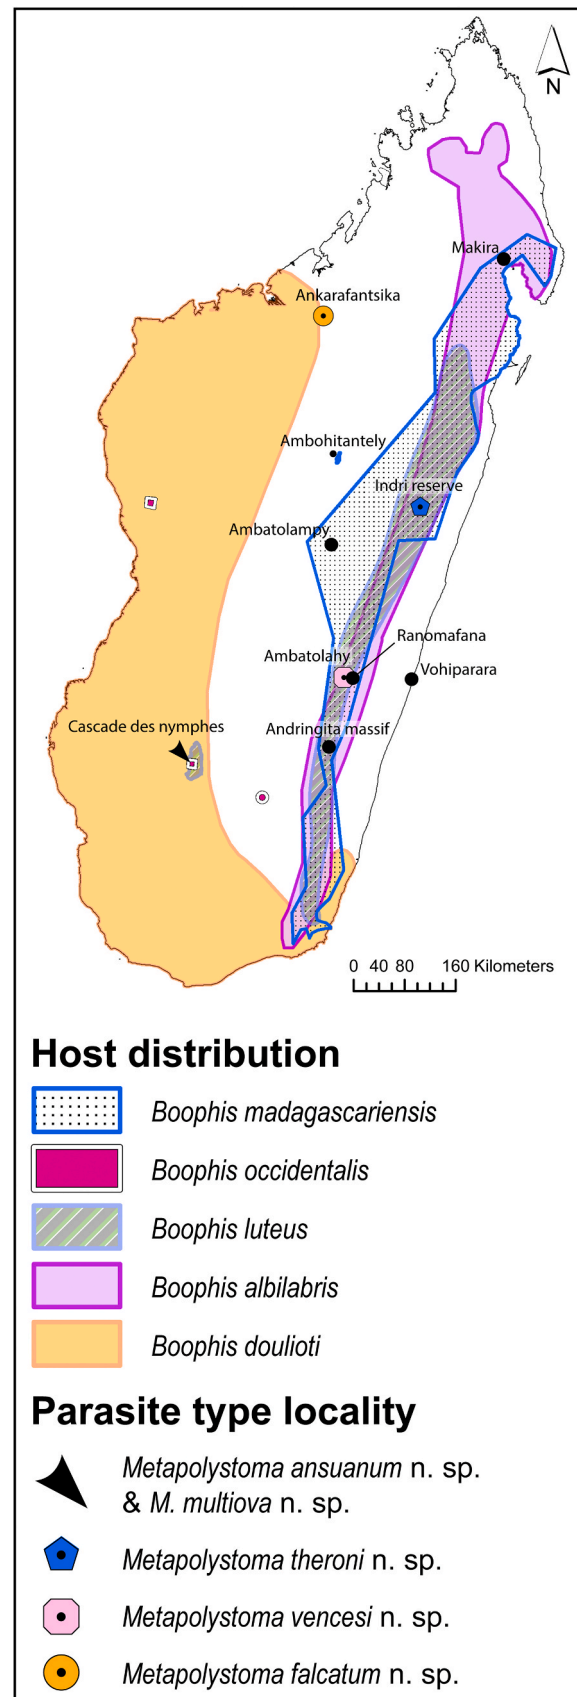 N
Makira
Ankarafantsika
Ambohitantely
Indri reserve
Ambatolampy
Ranomafana
Ambatolahy
Vohiparara
Cascade des nymphes
Andringita massif
0 40 80 160 Kilometers
Host distribution
Boophis madagascariensis
Boophis occidentalis
Boophis luteus
Boophis albilabris
Boophis doulioti
Parasite type locality
Metapolystoma ansuanum n. sp.
& M. multiova n. sp.
Metapolystoma theroni n. sp.
Metapolystoma vencesi n. sp.
Metapolystoma falcatum n. sp.